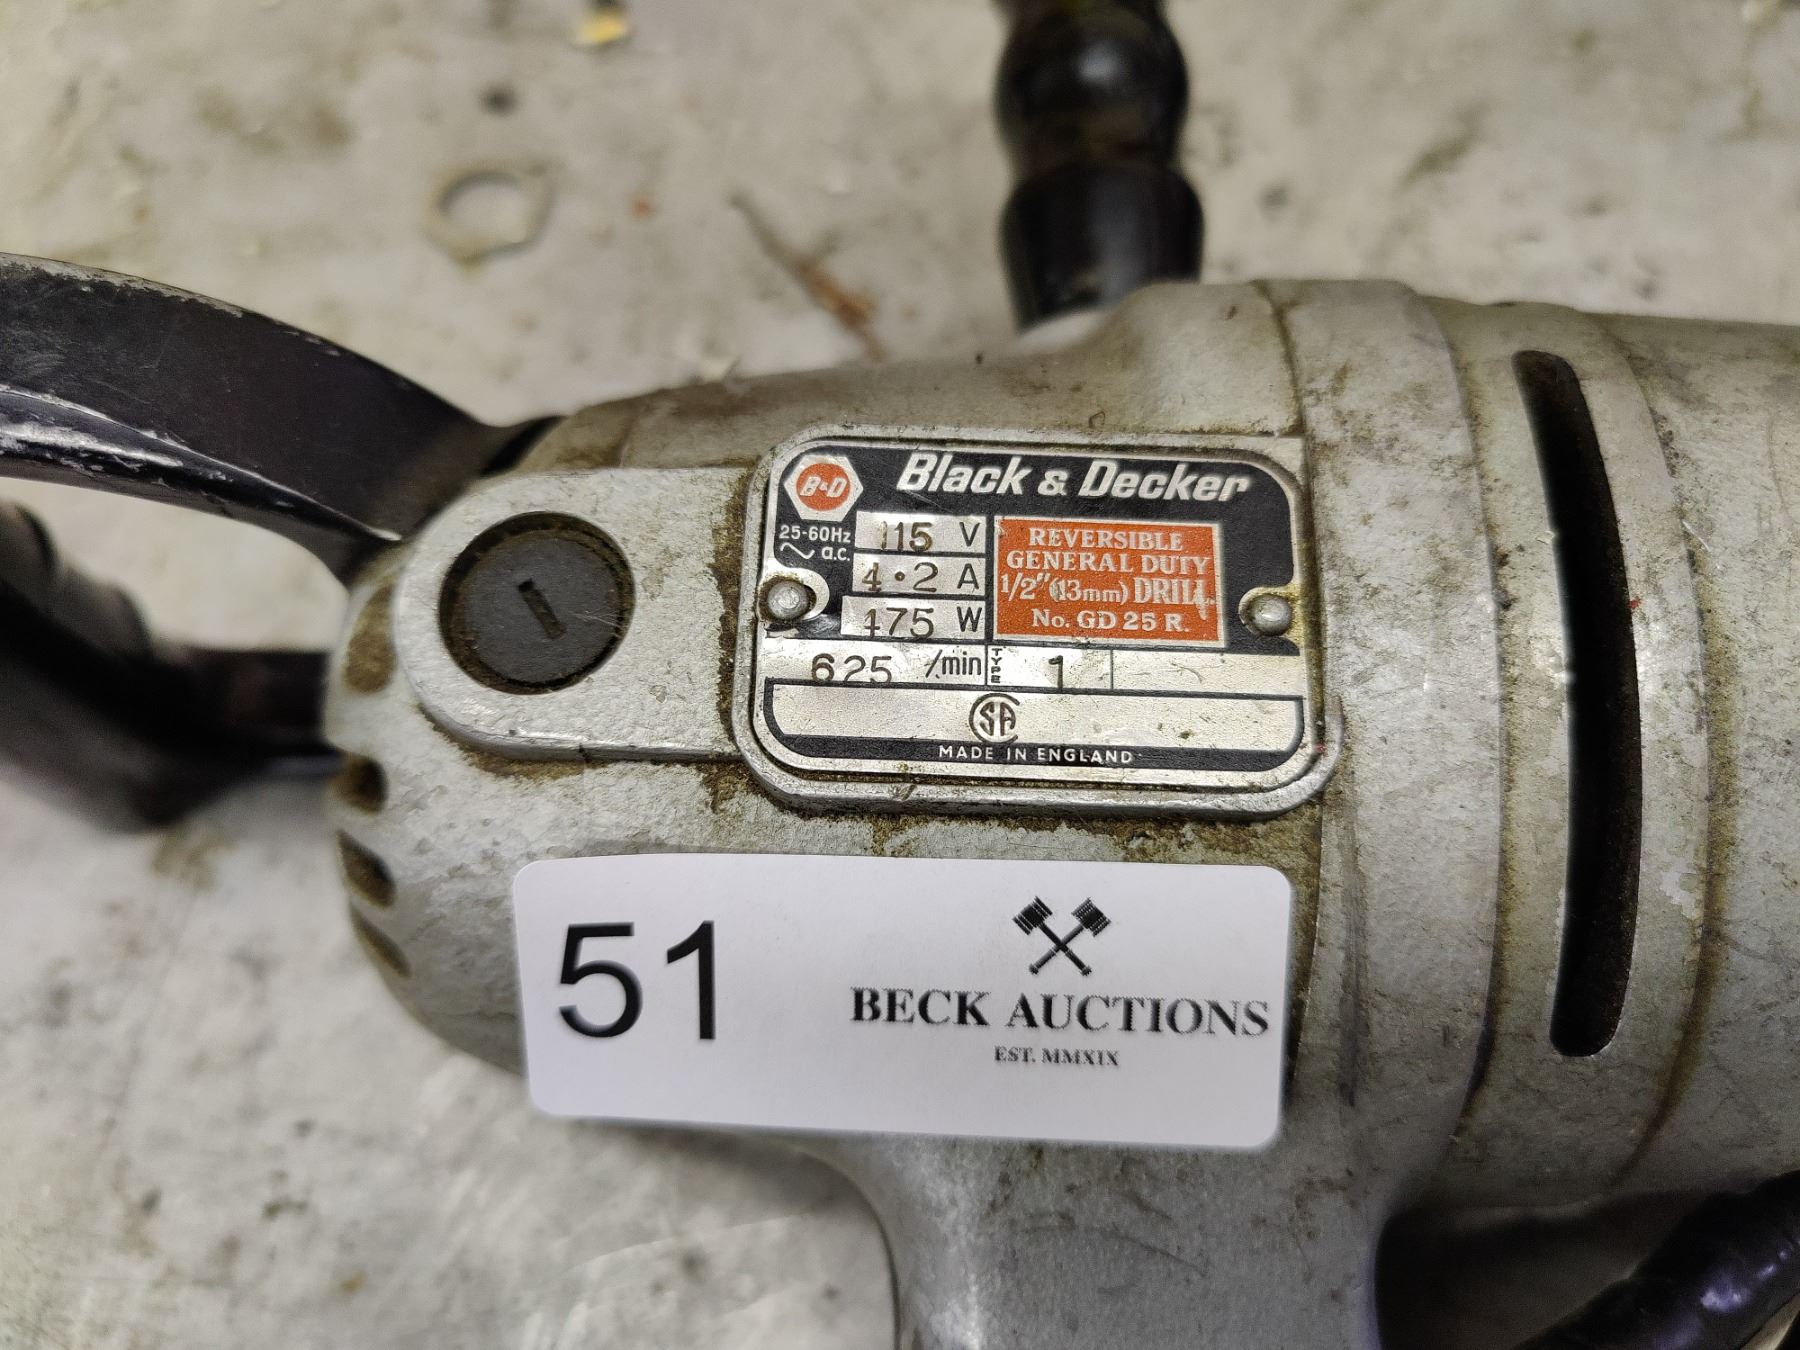 B&D
Black & Decker
25-60Hz
a.c.
115 V
4.2 A
475 W
REVERSIBLE
GENERAL DUTY
1/2" (13mm) DRILL
No. GD 25 R.
625 /min TYPE 1
CSA
MADE IN ENGLAND
51
BECK AUCTIONS
EST. MMXIX